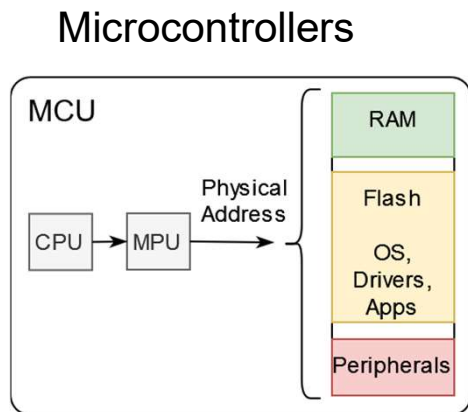 Microcontrollers
MCU
RAM
Physical
Address
Flash
CPU
MPU
OS,
Drivers,
Apps
Peripherals